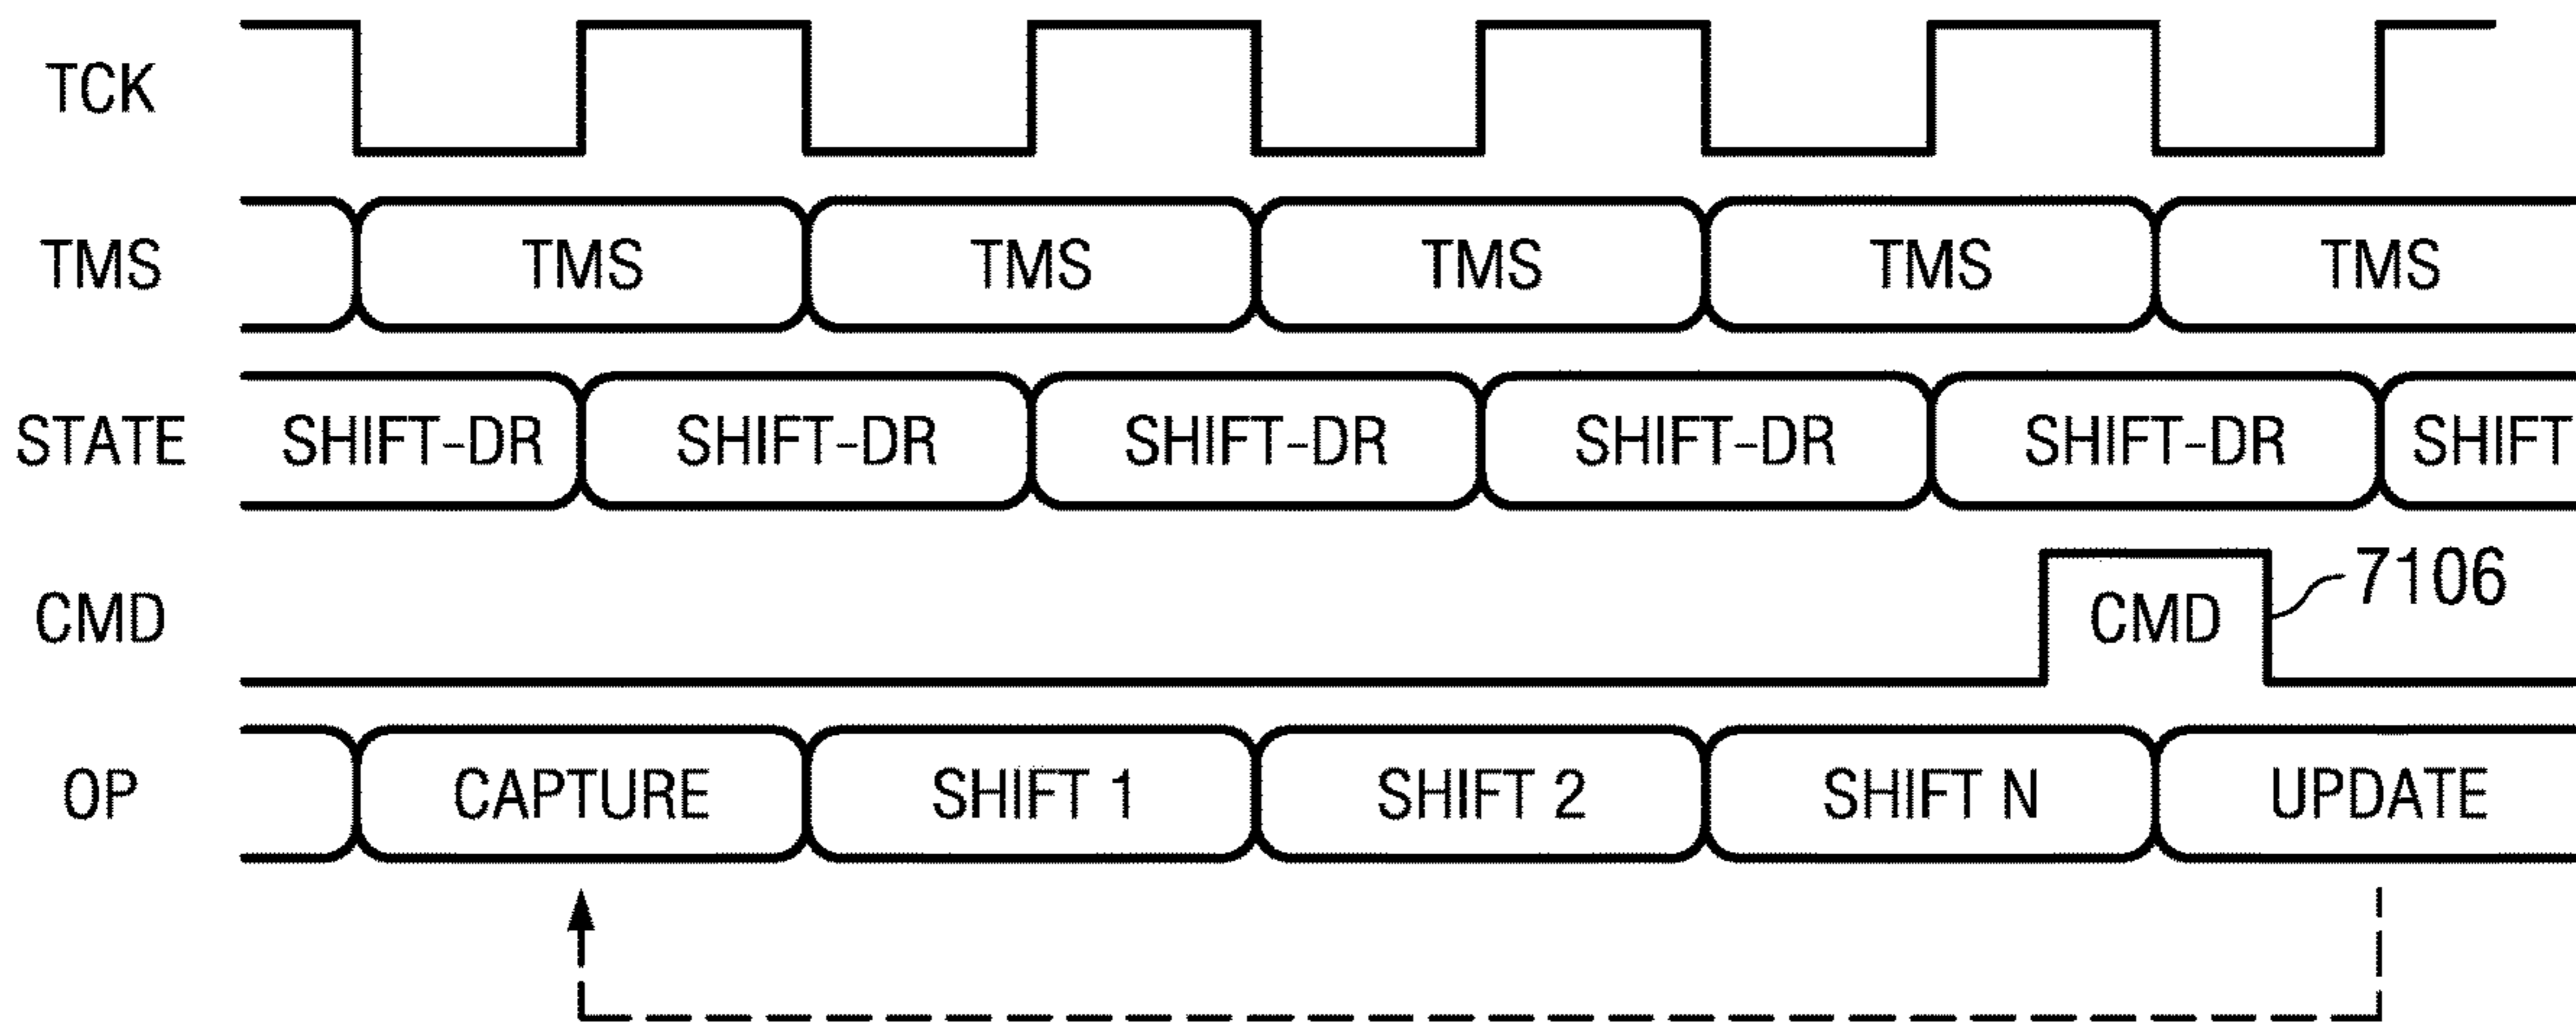 TCK
TMS TMS TMS TMS TMS TMS
STATE SHIFT-DR SHIFT-DR SHIFT-DR SHIFT-DR SHIFT-DR SHIFT
CMD CMD 7106
OP CAPTURE SHIFT 1 SHIFT 2 SHIFT N UPDATE